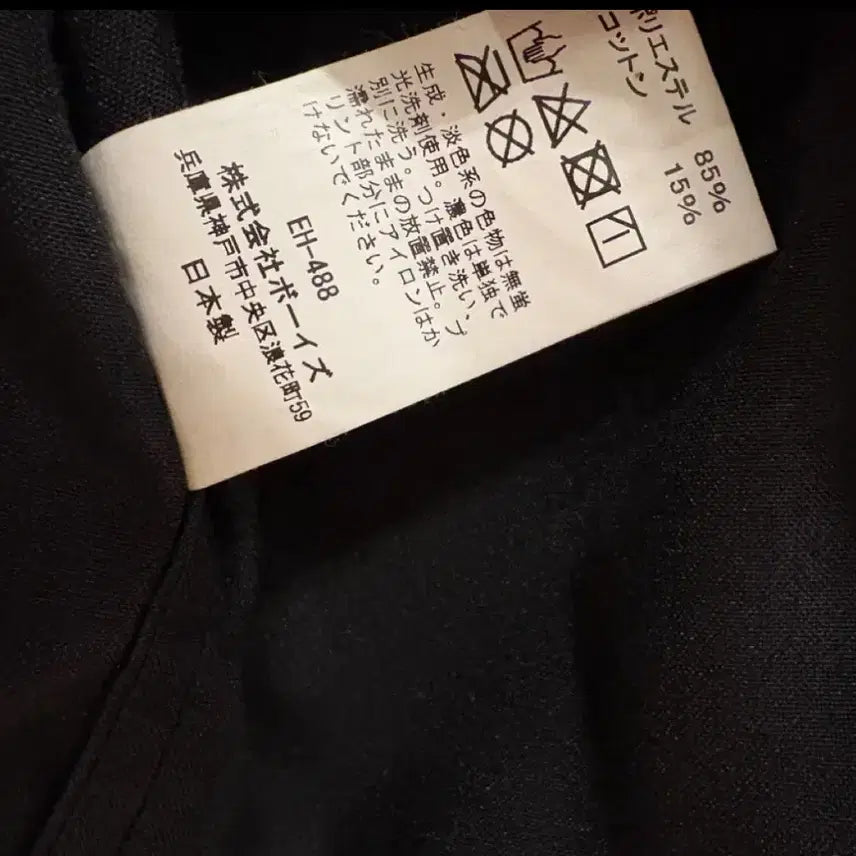 ポリエステル 85%
コットン 15%
生成・淡色系の色物は無蛍
光洗剤使用。濃色は単独で
別に洗う。つけ置き洗い、
濡れたままの放置禁止。プ
リント部分にアイロンはか
けないでください。
EH-488
株式会社ボーイズ
兵庫県神戸市中央区浪花町59
日本製